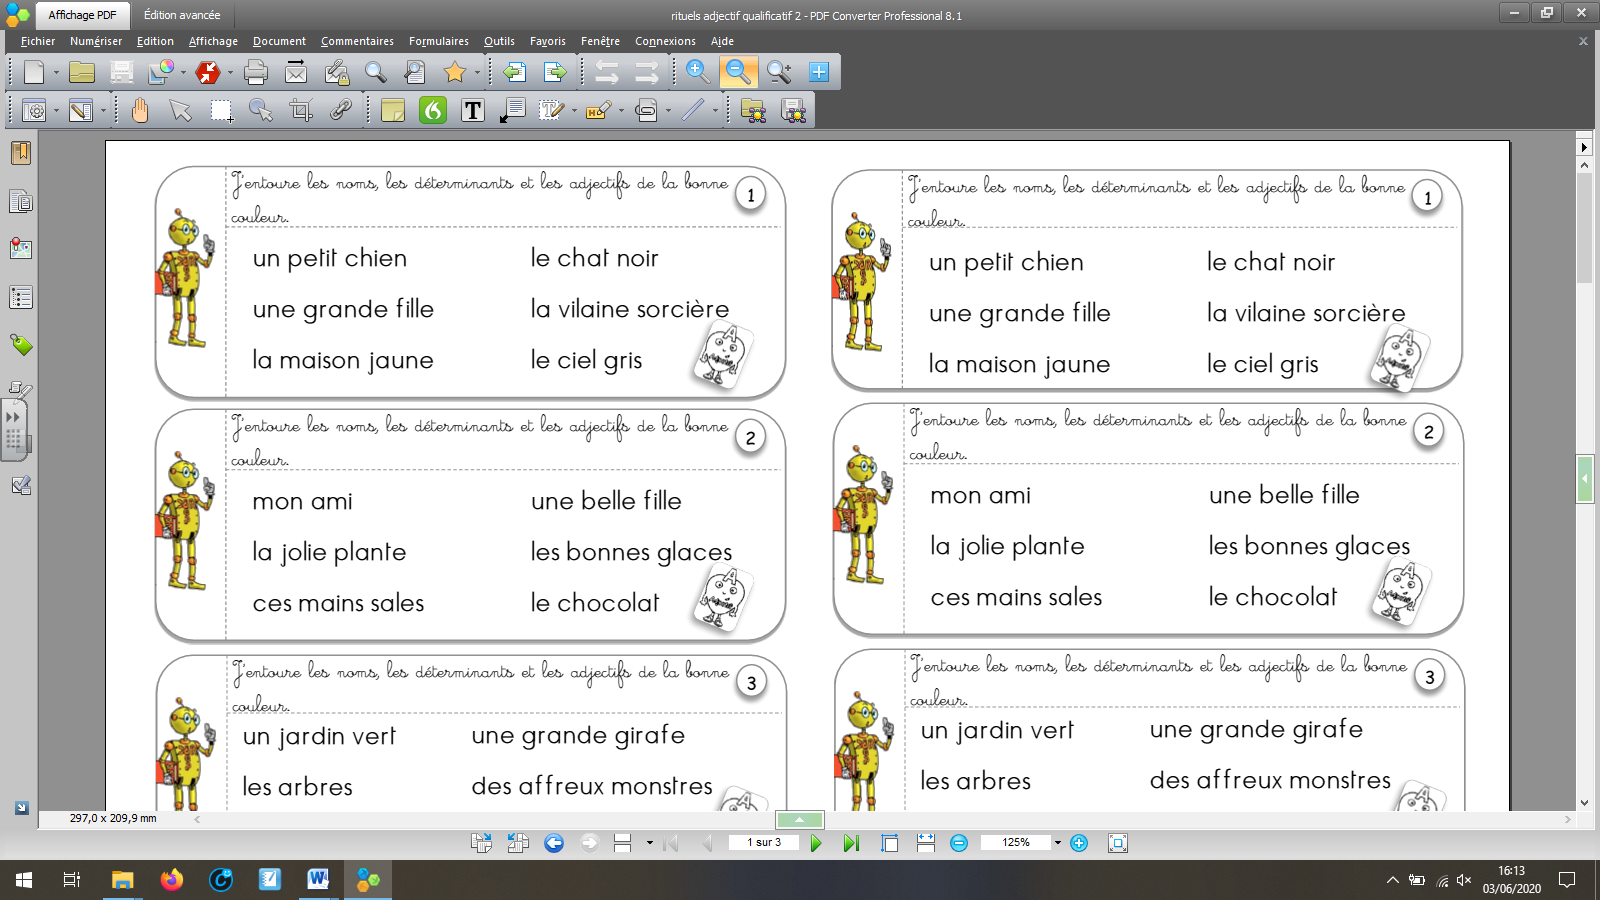 Affichage PDF
Édition avancée
rituels adjectif qualificatif 2 - PDF Converter Professional 8.1
Fichier Numériser Edition Affichage Document Commentaires Formulaires Outils Favoris Fenêtre Connexions Aide
J'entoure les noms, les déterminants et les adjectifs de la bonne
couleur.
1
un petit chien
le chat noir
une grande fille
la vilaine sorcière
la maison jaune
le ciel gris
J'entoure les noms, les déterminants et les adjectifs de la bonne
couleur.
1
un petit chien
le chat noir
une grande fille
la vilaine sorcière
la maison jaune
le ciel gris
J'entoure les noms, les déterminants et les adjectifs de la bonne
couleur.
2
mon ami
une belle fille
la jolie plante
les bonnes glaces
ces mains sales
le chocolat
J'entoure les noms, les déterminants et les adjectifs de la bonne
couleur.
2
mon ami
une belle fille
la jolie plante
les bonnes glaces
ces mains sales
le chocolat
J'entoure les noms, les déterminants et les adjectifs de la bonne
couleur.
3
un jardin vert
une grande girafe
les arbres
des affreux monstres
J'entoure les noms, les déterminants et les adjectifs de la bonne
couleur.
3
un jardin vert
une grande girafe
les arbres
des affreux monstres
297,0 x 209,9 mm
1 sur 3
125%
16:13
03/06/2020